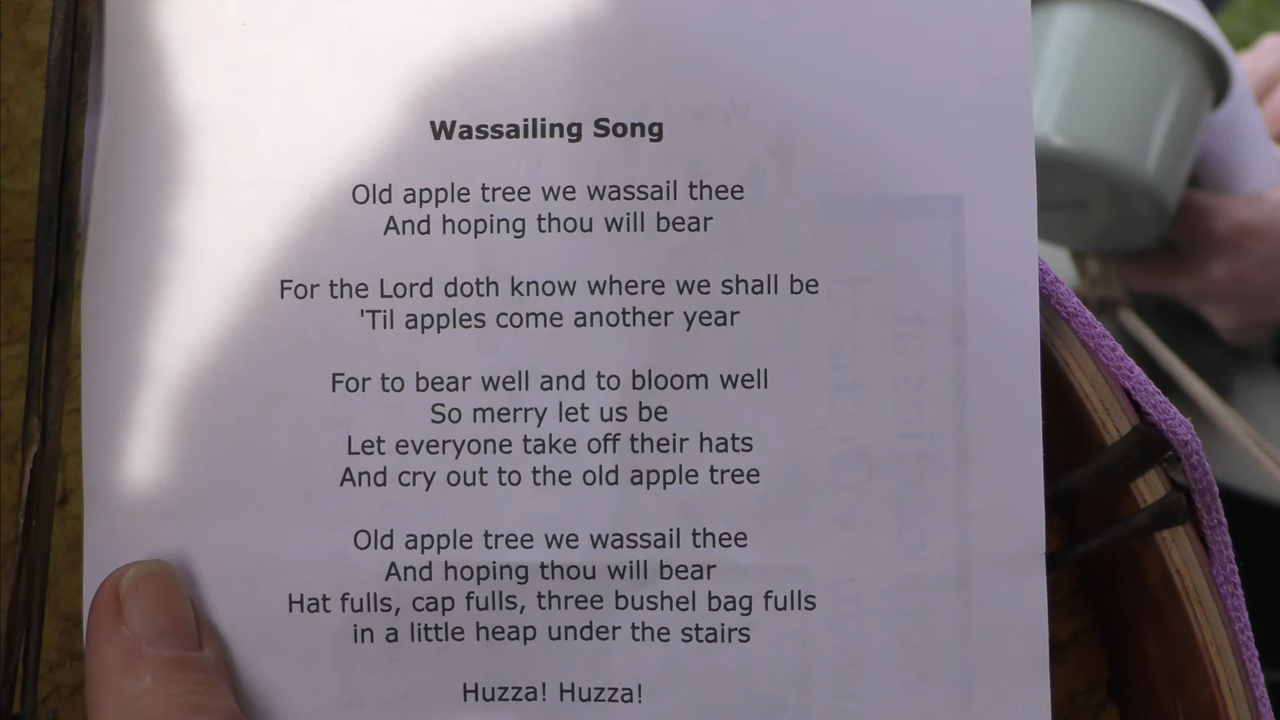 Wassailing Song
Old apple tree we wassail thee
And hoping thou will bear
For the Lord doth know where we shall be
'Til apples come another year
For to bear well and to bloom well
So merry let us be
Let everyone take off their hats
And cry out to the old apple tree
Old apple tree we wassail thee
And hoping thou will bear
Hat fulls, cap fulls, three bushel bag fulls
in a little heap under the stairs
Huzza! Huzza!